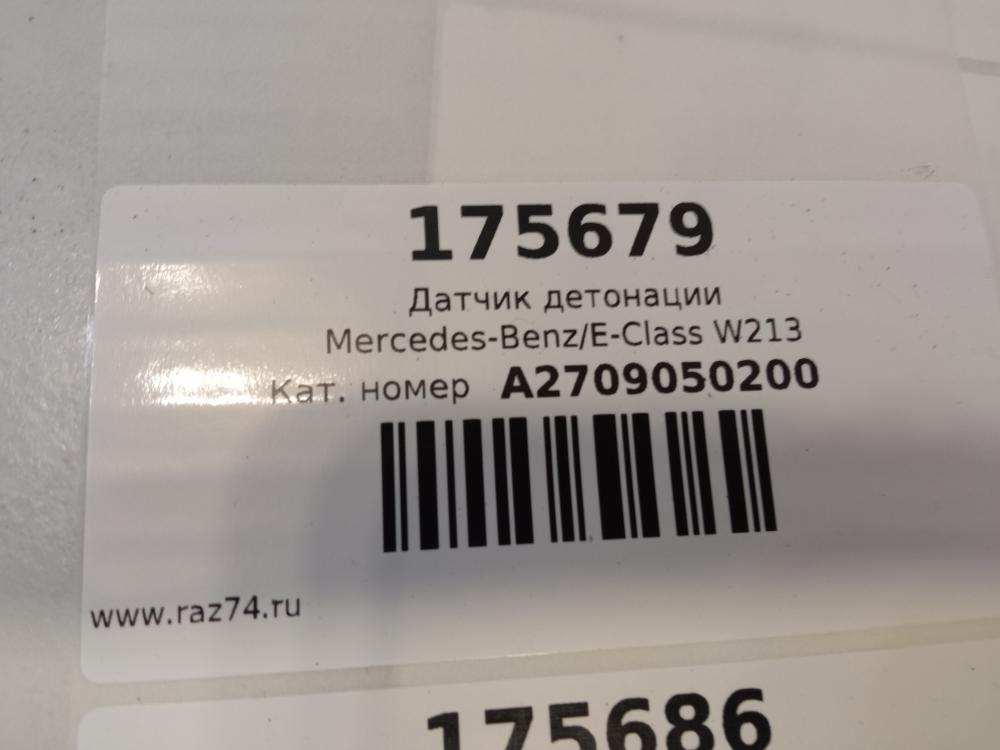 175679
Датчик детонации
Mercedes-Benz/E-Class W213
Кат. номер A2709050200
www.raz74.ru
175686